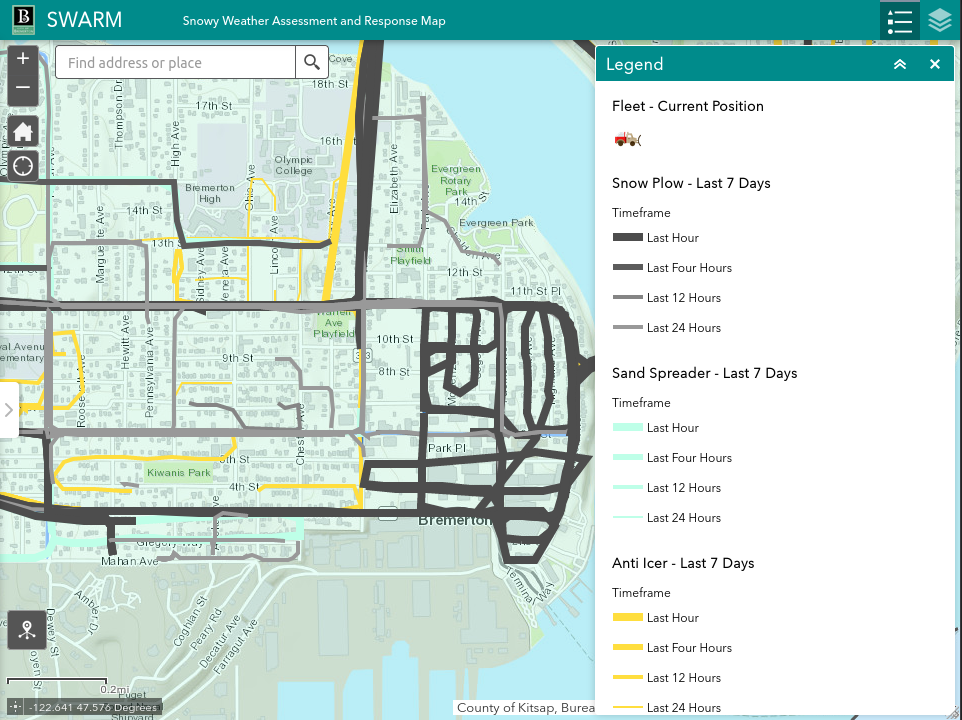 B SWARM Snowy Weather Assessment and Response Map
+
Find address or place
−
Cove
18th St
17th St
Thompson Dr
High Ave
16th St
Elizabeth Ave
Olympic
College
Bremerton
High
Evergreen
Rotary
Park
14th St
14th St
Marguerite Ave
Evergreen Park
13th St
Smith
Playfield
12th St
Sidney Ave
Venera Ave
11th St Pl
Warren
Ave
Playfield
10th St
Hewitt Ave
Pennsylvania Ave
9th St
303
8th St
Roosevelt Ave
Park Pl
Kiwanis Park
5th St
4th St
Bremerton
Gregory Way
Mahan Ave
Terminal Way
Amber Dr
Coghlan St
Peary Rd
Decatur Ave
Farragut Ave
Dewey St
Puget
Shipyard
0.2mi
-122.641 47.576 Degrees
County of Kitsap, Burea
Legend
Fleet - Current Position
Snow Plow - Last 7 Days
Timeframe
Last Hour
Last Four Hours
Last 12 Hours
Last 24 Hours
Sand Spreader - Last 7 Days
Timeframe
Last Hour
Last Four Hours
Last 12 Hours
Last 24 Hours
Anti Icer - Last 7 Days
Timeframe
Last Hour
Last Four Hours
Last 12 Hours
Last 24 Hours